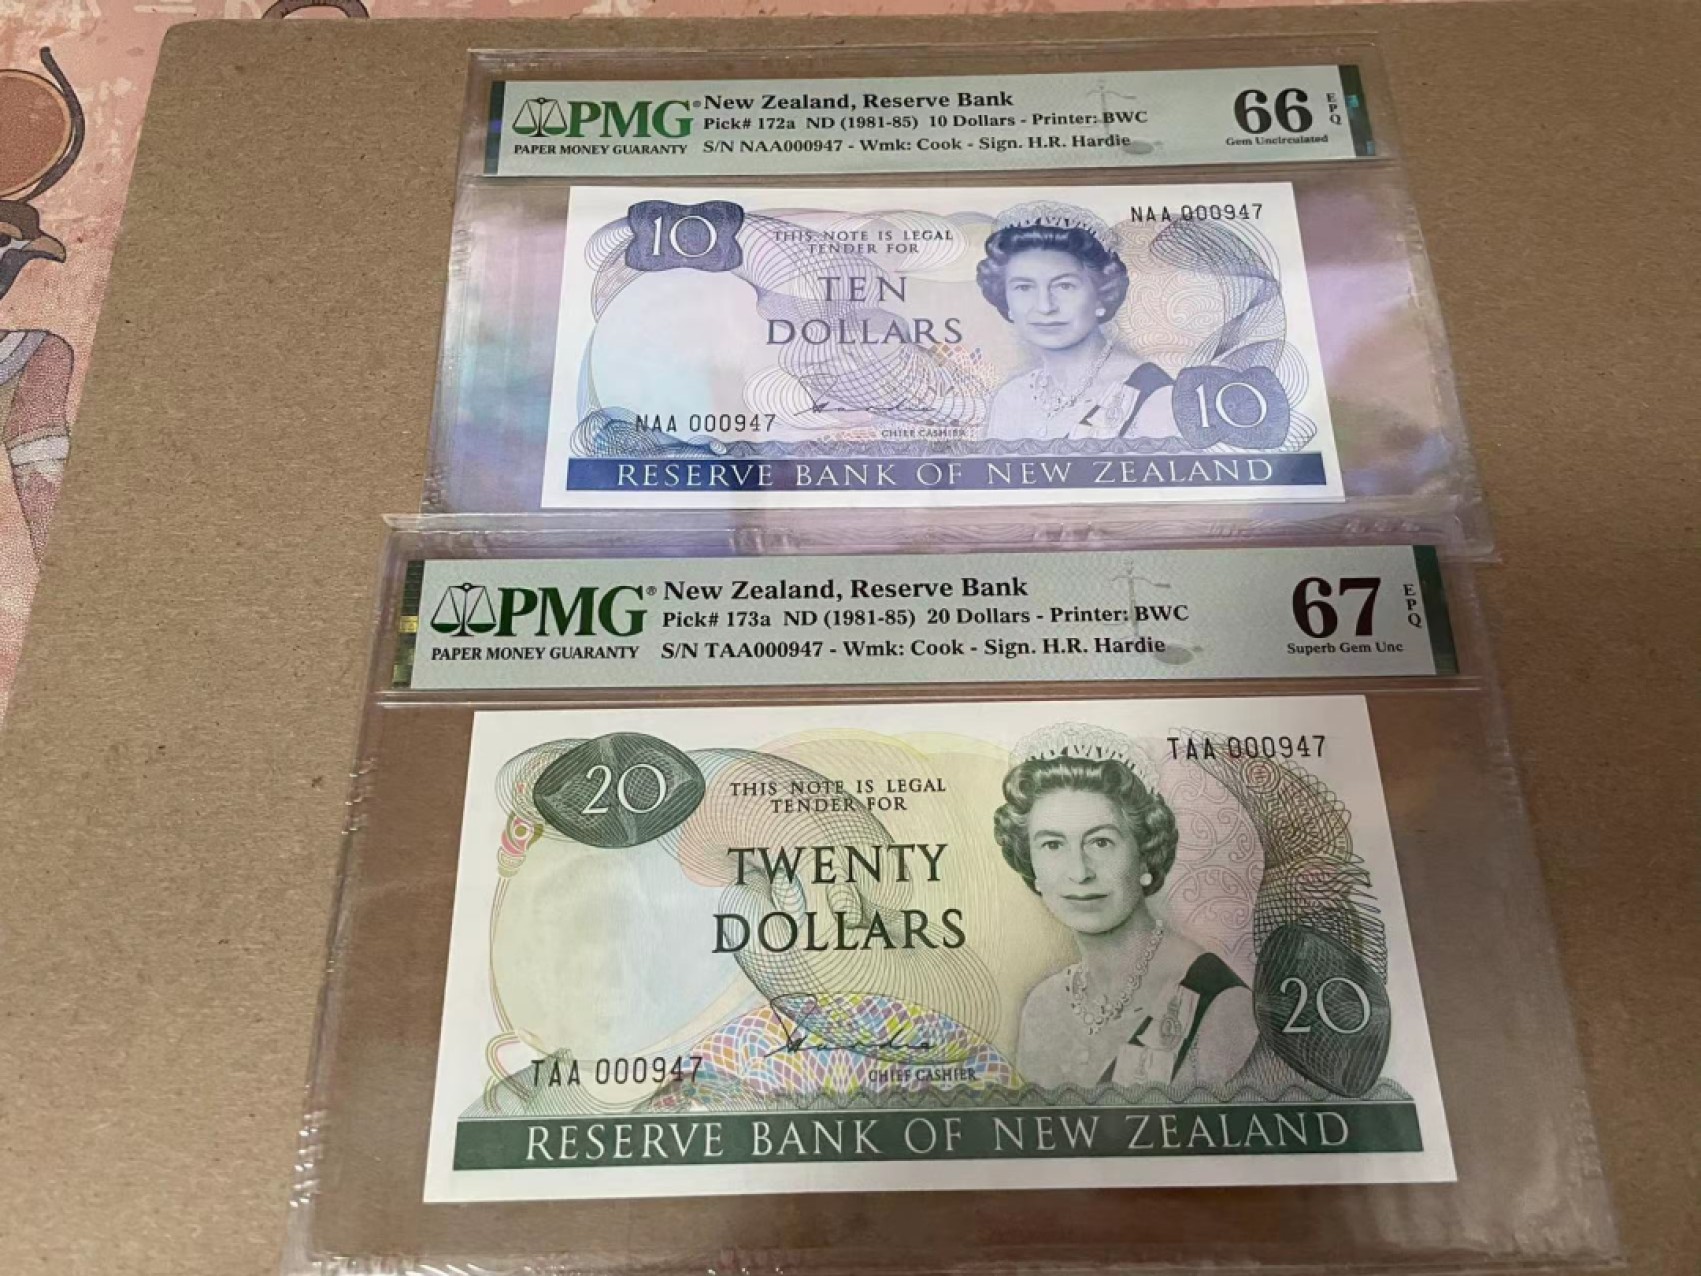 PMG® New Zealand, Reserve Bank
Pick# 172a ND (1981-85) 10 Dollars - Printer: BWC
PAPER MONEY GUARANTY S/N NAA000947 - Wmk: Cook - Sign. H.R. Hardie
66 EPQ
Gem Uncirculated
10
NAA 000947
THIS NOTE IS LEGAL
TENDER FOR
TEN
DOLLARS
10
NAA 000947
Hardie
CHIEF CASHIER
RESERVE BANK OF NEW ZEALAND
PMG® New Zealand, Reserve Bank
Pick# 173a ND (1981-85) 20 Dollars - Printer: BWC
PAPER MONEY GUARANTY S/N TAA000947 - Wmk: Cook - Sign. H.R. Hardie
67 EPQ
Superb Gem Unc
20
TAA 000947
THIS NOTE IS LEGAL
TENDER FOR
TWENTY
DOLLARS
20
TAA 000947
Hardie
CHIEF CASHIER
RESERVE BANK OF NEW ZEALAND